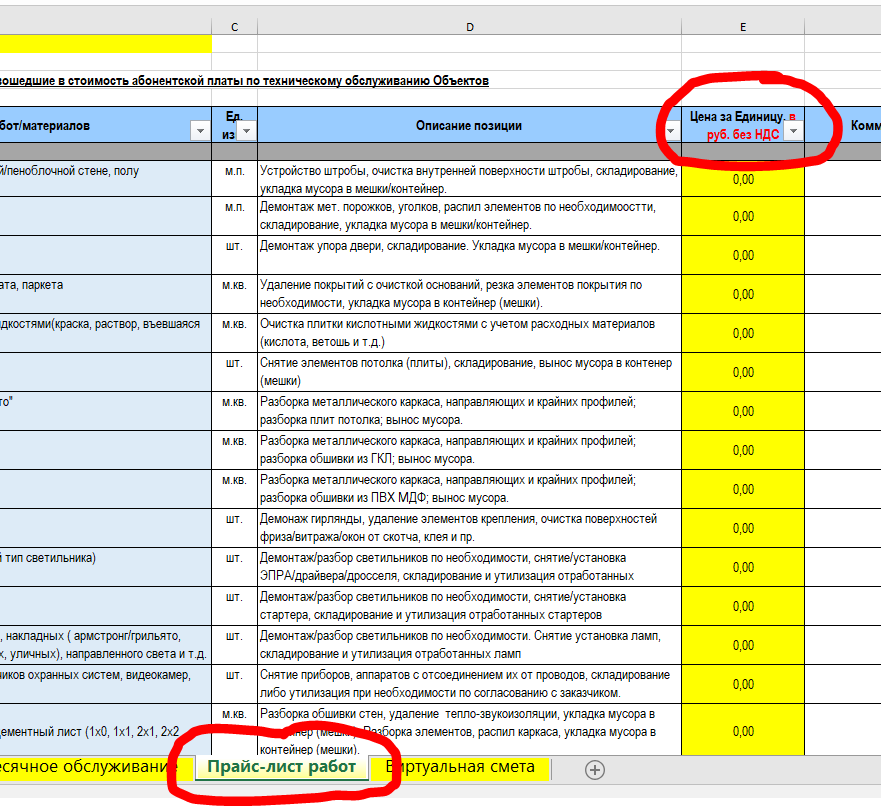 C D E
вошедшие в стоимость абонентской платы по техническому обслуживанию Объектов
бот/материалов
Ед.
из
Описание позиции
Цена за Единицу, в
руб. без НДС
Комм
й/пеноблочной стене, полу
м.п.
Устройство штробы, очистка внутренней поверхности штробы, складирование,
укладка мусора в мешки/контейнер.
0,00
м.п.
Демонтаж мет. порожков, уголков, распил элементов по необходимоостти,
складирование, укладка мусора в мешки/контейнер.
0,00
шт.
Демонтаж упора двери, складирование. Укладка мусора в мешки/контейнер.
0,00
ата, паркета
м.кв.
Удаление покрытий с очисткой оснований, резка элементов покрытия по
необходимости, укладка мусора в контейнер (мешки).
0,00
идкостями(краска, раствор, въевшаяся
м.кв.
Очистка плитки кислотными жидкостями с учетом расходных материалов
(кислота, ветошь и т.д.)
0,00
шт.
Снятие элементов потолка (плиты), складирование, вынос мусора в контенер
(мешки)
0,00
то"
м.кв.
Разборка металлического каркаса, направляющих и крайних профилей;
разборка плит потолка; вынос мусора.
0,00
м.кв.
Разборка металлического каркаса, направляющих и крайних профилей;
разборка обшивки из ГКЛ; вынос мусора.
0,00
м.кв.
Разборка металлического каркаса, направляющих и крайних профилей;
разборка обшивки из ПВХ МДФ; вынос мусора.
0,00
шт.
Демонаж гирлянды, удаление элементов крепления, очистка поверхностей
фриза/витража/окон от скотча, клея и пр.
0,00
й тип светильника)
шт.
Демонтаж/разбор светильников по необходимости, снятие/установка
ЭПРА/драйвера/дросселя, складирование и утилизация отработанных
0,00
шт.
Демонтаж/разбор светильников по необходимости, снятие/установка
стартера, складирование и утилизация отработанных стартеров
0,00
, накладных ( армстронг/грильято,
х, уличных), направленного света и т.д.
шт.
Демонтаж/разбор светильников по необходимости. Снятие установка ламп,
складирование и утилизация отработанных ламп
0,00
чиков охранных систем, видеокамер,
шт.
Снятие приборов, аппаратов с отсоединением их от проводов, складирование
либо утилизация при необходимости по согласованию с заказчиком.
0,00
цементный лист (1х0, 1х1, 2х1, 2х2
м.кв.
Разборка обшивки стен, удаление тепло-звукоизоляции, укладка мусора в
(мешки). Разборка элементов, распил каркаса, укладка мусора в
контейнер (мешки).
0,00
есячное обслуживание Прайс-лист работ Виртуальная смета